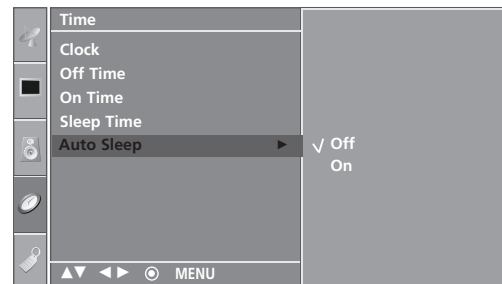 Time
Clock
Off Time
On Time
Sleep Time
Auto Sleep ►
√ Off
On
▲▼ ◄► ◉ MENU